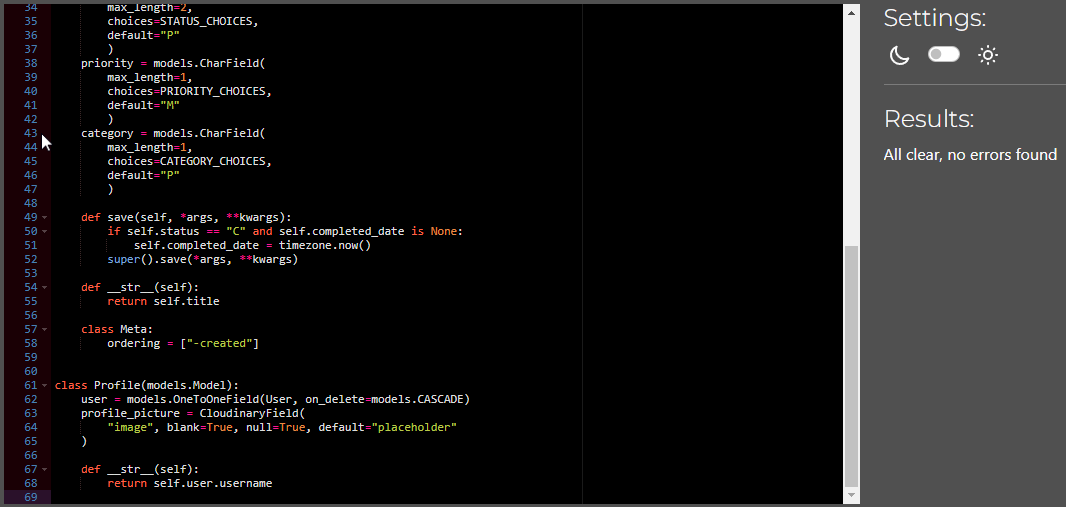 34 max_length=2,
35 choices=STATUS_CHOICES,
36 default="P"
37 )
38 priority = models.CharField(
39 max_length=1,
40 choices=PRIORITY_CHOICES,
41 default="M"
42 )
43 category = models.CharField(
44 max_length=1,
45 choices=CATEGORY_CHOICES,
46 default="P"
47 )
48
49 def save(self, *args, **kwargs):
50 if self.status == "C" and self.completed_date is None:
51 self.completed_date = timezone.now()
52 super().save(*args, **kwargs)
53
54 def __str__(self):
55 return self.title
56
57 class Meta:
58 ordering = ["-created"]
59
60
61 class Profile(models.Model):
62 user = models.OneToOneField(User, on_delete=models.CASCADE)
63 profile_picture = CloudinaryField(
64 "image", blank=True, null=True, default="placeholder"
65 )
66
67 def __str__(self):
68 return self.user.username
69
Settings:
Results:
All clear, no errors found